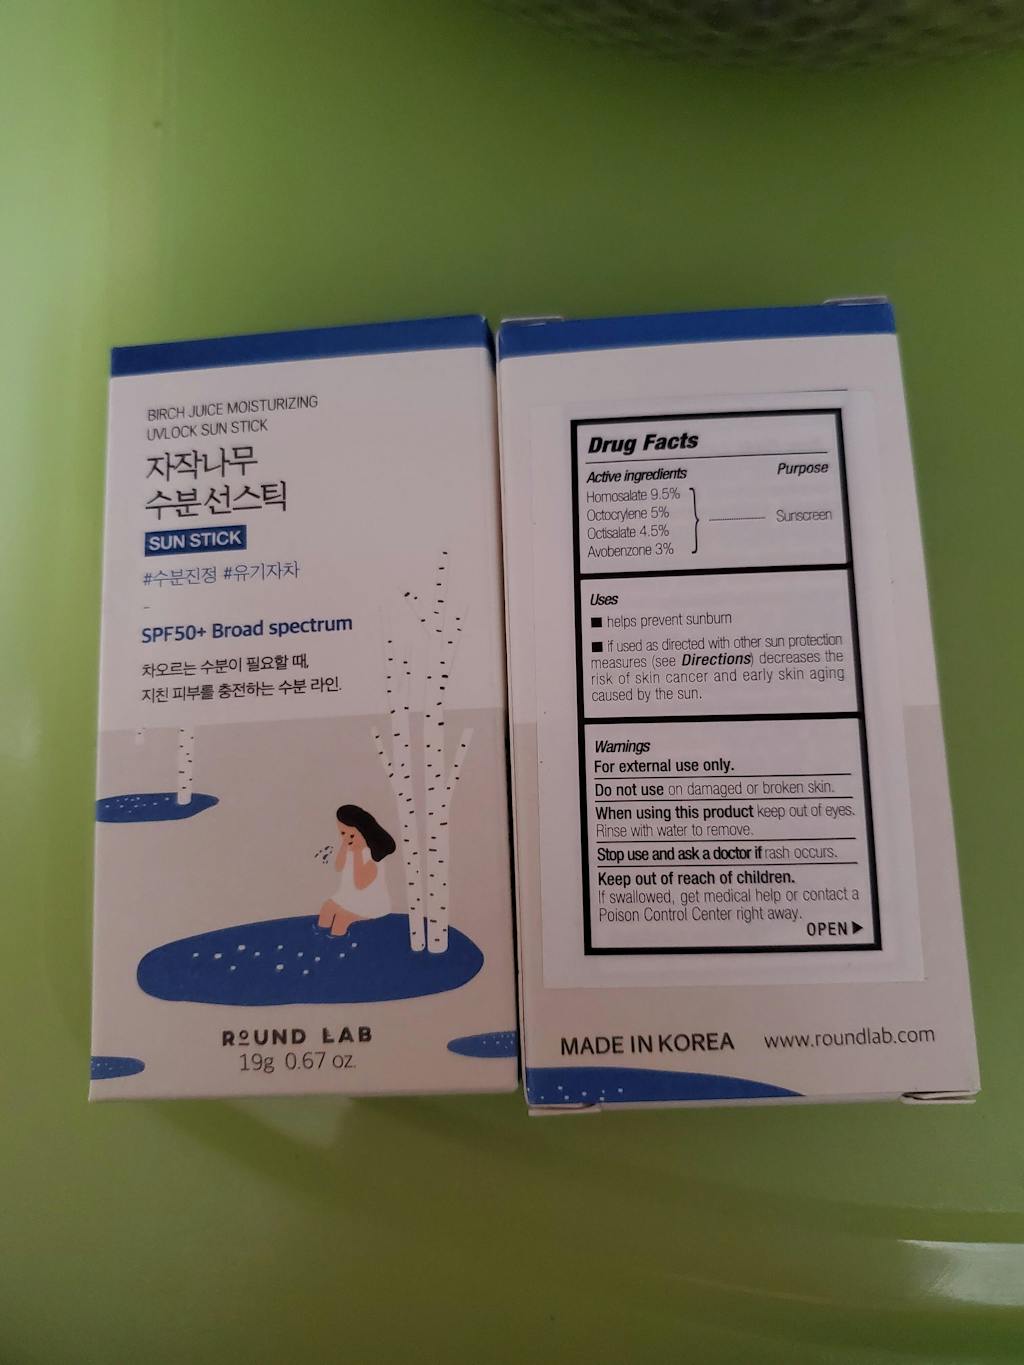 BIRCH JUICE MOISTURIZING
UVLOCK SUN STICK
자작나무
수분선스틱
SUN STICK
#수분진정 #유기자차
-
SPF50+ Broad spectrum
차오르는 수분이 필요할 때,
지친 피부를 충전하는 수분 라인.
ROUND LAB
19g 0.67 oz.
Drug Facts
Active ingredients Purpose
Homosalate 9.5%
Octocrylene 5%
Octisalate 4.5%
Avobenzone 3%
Sunscreen
Uses
■ helps prevent sunburn
■ if used as directed with other sun protection
measures (see Directions) decreases the
risk of skin cancer and early skin aging
caused by the sun.
Warnings
For external use only.
Do not use on damaged or broken skin.
When using this product keep out of eyes.
Rinse with water to remove.
Stop use and ask a doctor if rash occurs.
Keep out of reach of children.
If swallowed, get medical help or contact a
Poison Control Center right away.
OPEN▶
MADE IN KOREA www.roundlab.com